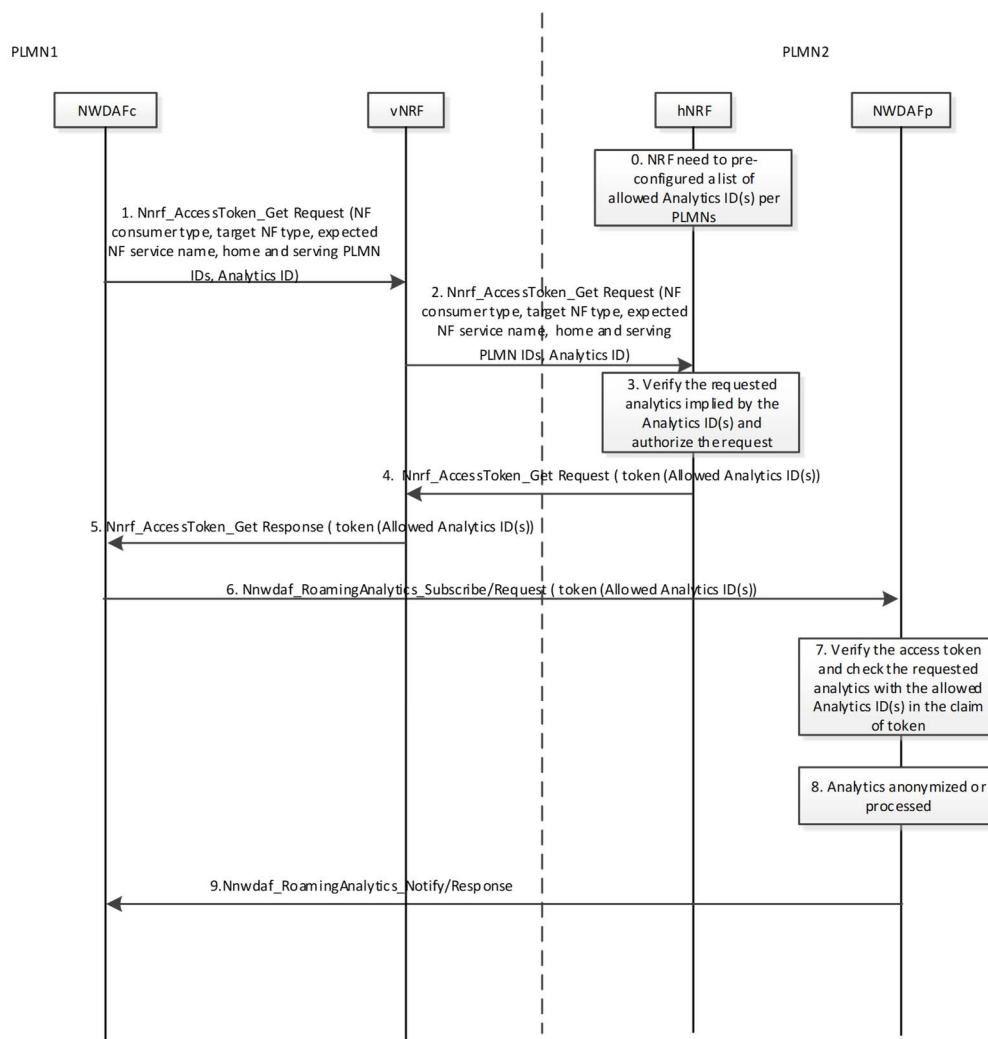 PLMN1
PLMN2
NWDAFc
vNRF
hNRF
NWDAFp
0. NRF need to pre-
configured a list of
allowed Analytics ID(s) per
PLMNs
1. Nnrf_AccessToken_Get Request (NF
consumer type, target NF type, expected
NF service name, home and serving PLMN
IDs, Analytics ID)
2. Nnrf_AccessToken_Get Request (NF
consumer type, target NF type, expected
NF service name, home and serving
PLMN IDs, Analytics ID)
3. Verify the requested
analytics implied by the
Analytics ID(s) and
authorize the request
4. Nnrf_AccessToken_Get Request ( token (Allowed Analytics ID(s))
5. Nnrf_AccessToken_Get Response ( token (Allowed Analytics ID(s))
6. Nnwdaf_RoamingAnalytics_Subscribe/Request ( token (Allowed Analytics ID(s))
7. Verify the access token
and check the requested
analytics with the allowed
Analytics ID(s) in the claim
of token
8. Analytics anonymized or
processed
9.Nnwdaf_RoamingAnalytics_Notify/Response